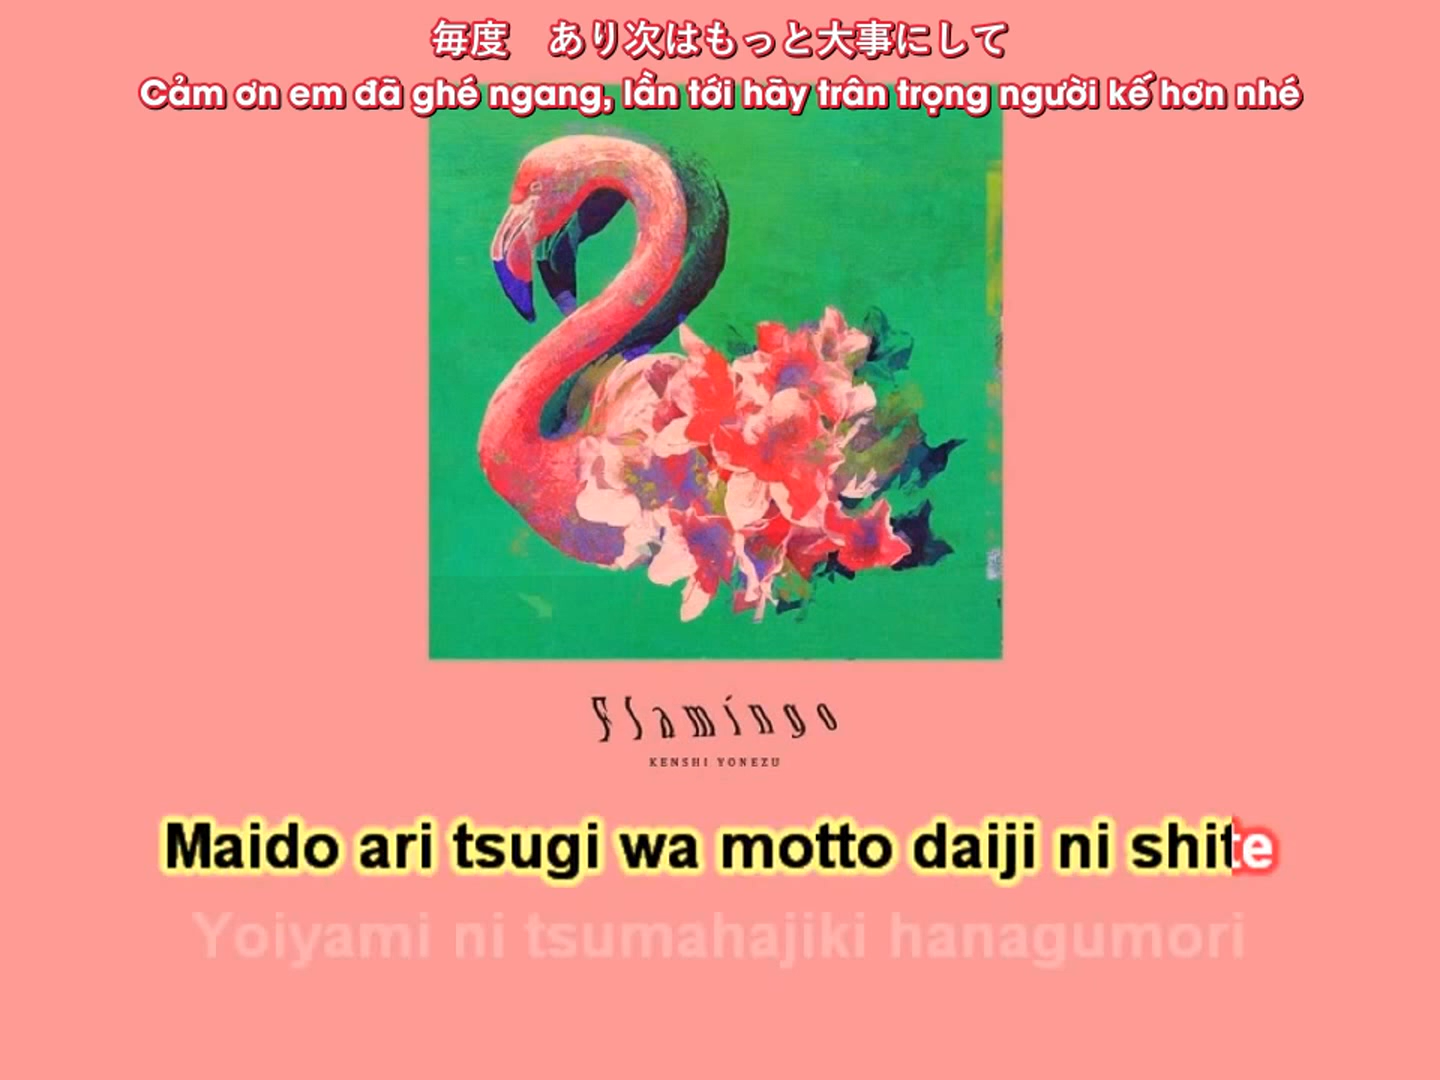 毎度　あり次はもっと大事にして
Cảm ơn em đã ghé ngang, lần tới hãy trân trọng người kế hơn nhé
Flamingo
KENSHI YONEZU
Maido ari tsugi wa motto daiji ni shite
Yoiyami ni tsumahajiki hanagumori